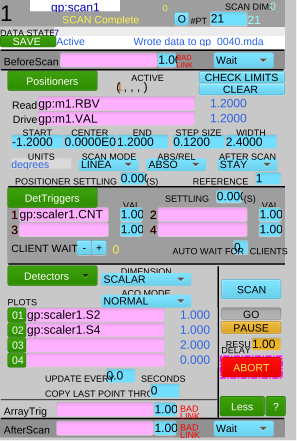 1 gp:scan1 0 SCAN DIM:0
SCAN Complete O #PT 21 21
DATA STATE7
SAVE Active Wrote data to gp_0040.mda
BeforeScan 1.00 BAD LINK Wait
Positioners ACTIVE CHECK LIMITS
(, , , ) CLEAR
Read gp:m1.RBV 1.2000
Drive gp:m1.VAL 1.2000
START CENTER END STEP SIZE WIDTH
-1.2000 0.0000E01 1.2000 0.1200 2.4000
UNITS SCAN MODE ABS/REL AFTER SCAN
degrees LINEA ABSO STAY
POSITIONER SETTLING 0.00((S) REFERENCE 1
DetTriggers SETTLING 0.00((S)
VAL VAL
1 gp:scaler1.CNT 1.00 2 1.00
3 1.00 4 1.00
CLIENT WAIT - + 0 AUTO WAIT FOR 0 CLIENTS
Detectors DIMENSION
SCALAR SCAN
ACQ MODE
PLOTS NORMAL
01 gp:scaler1.S2 1.000 GO
02 gp:scaler1.S4 1.000 PAUSE
03 2.000 RESU 1.00
DELAY
04 0.000 ABORT
UPDATE EVERY 0.0 SECONDS
COPY LAST POINT THRO 0
ArrayTrig 1.00 BAD LINK Less ?
AfterScan 1.00 BAD LINK Wait